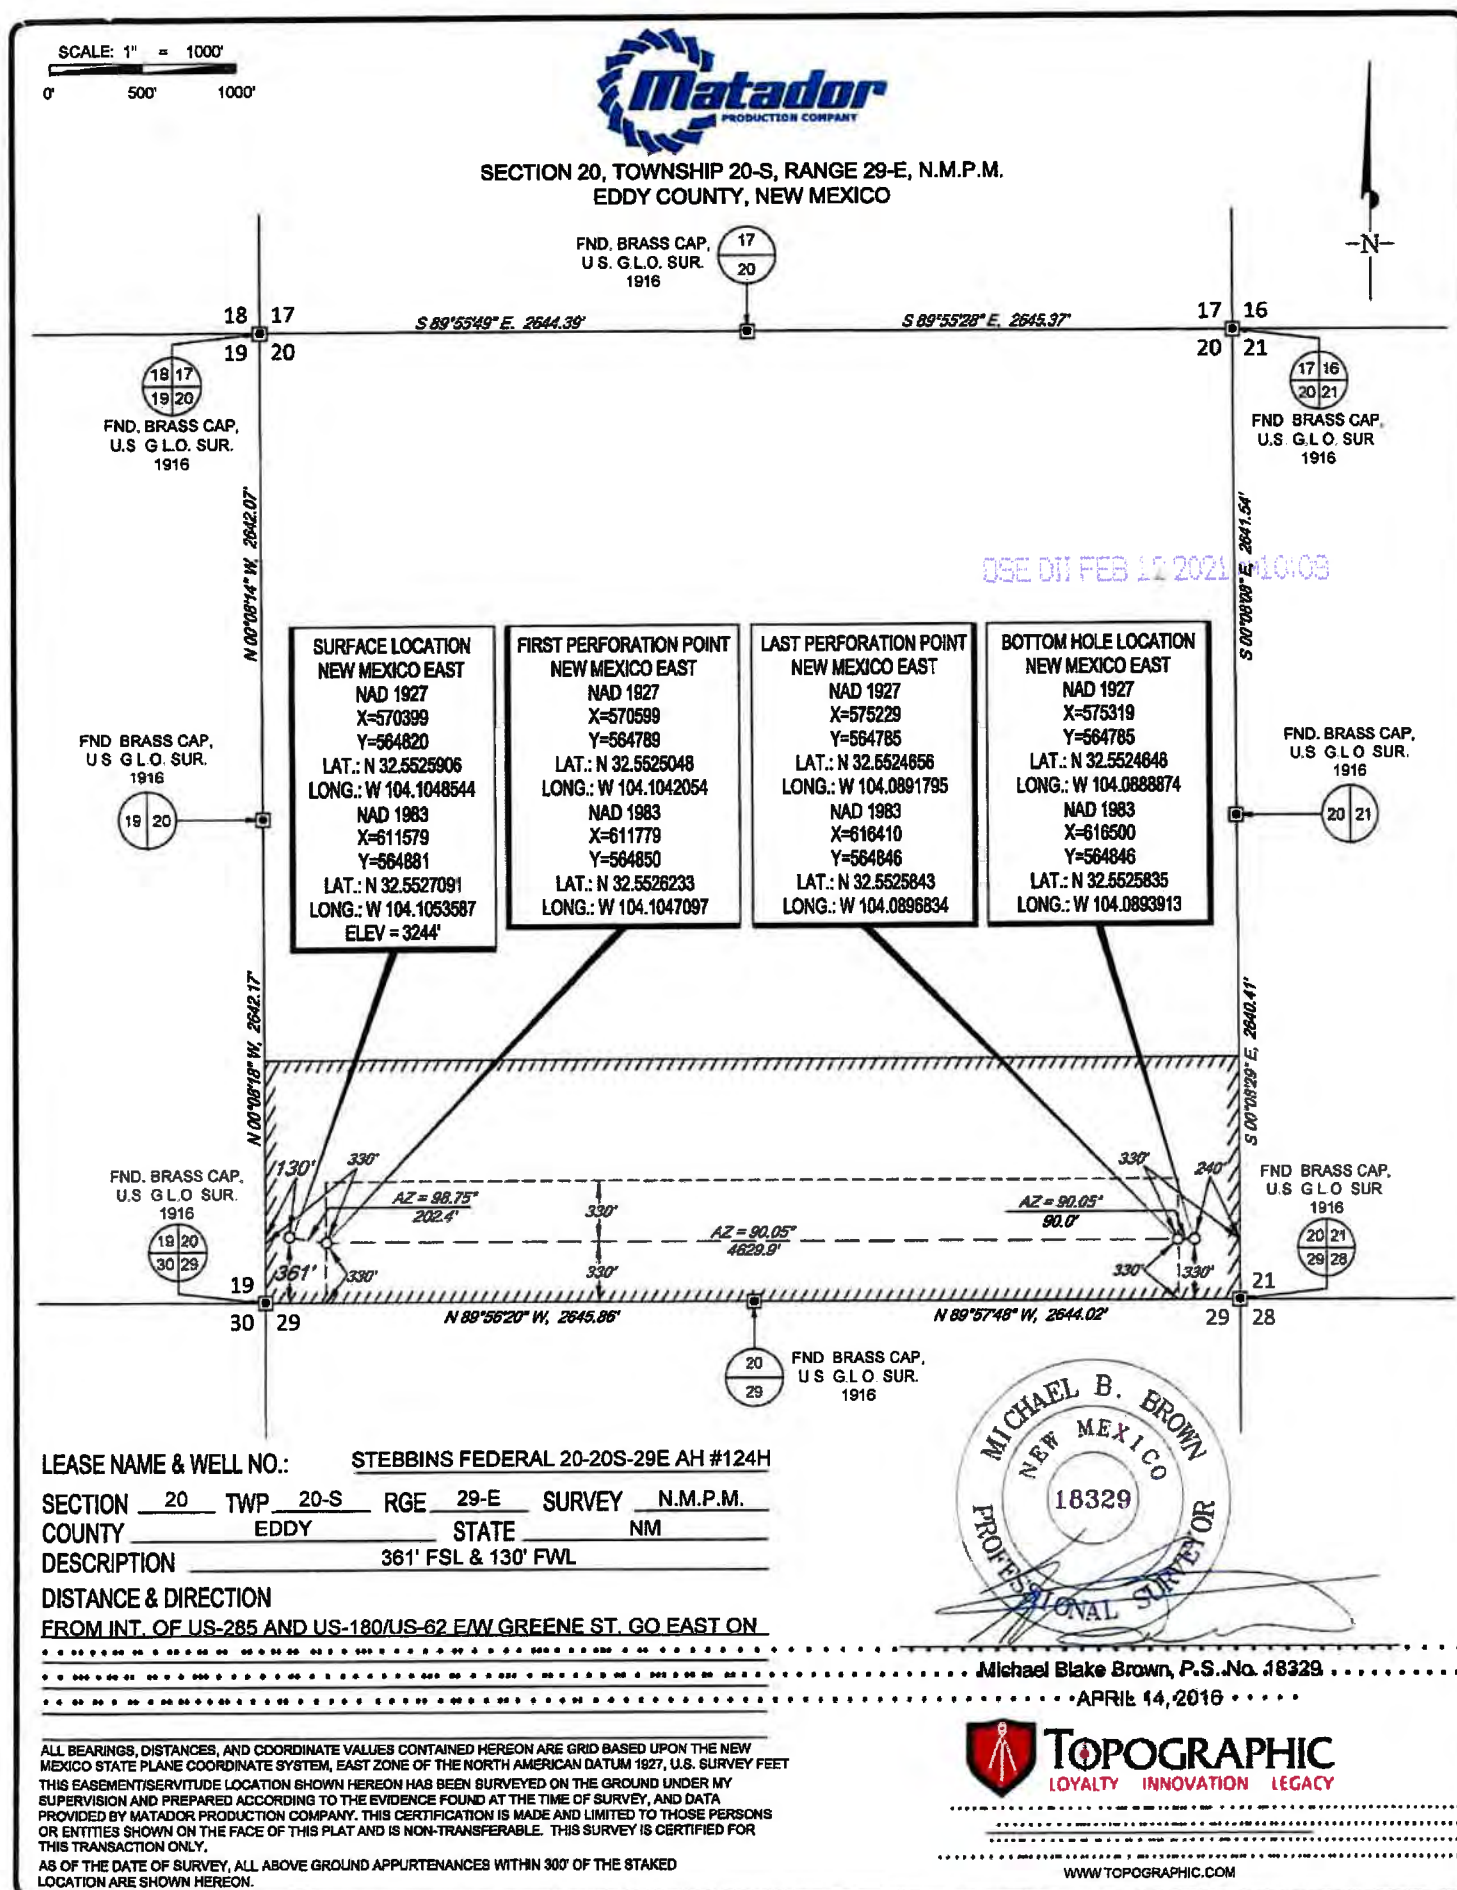 SCALE: 1" = 1000'
0' 500' 1000'
Matador
PRODUCTION COMPANY
SECTION 20, TOWNSHIP 20-S, RANGE 29-E, N.M.P.M.
EDDY COUNTY, NEW MEXICO
N
FND. BRASS CAP,
U S. G.L.O. SUR.
1916
17
20
18 17
19 20
S 89°55'49" E, 2644.39'
S 89°55'28" E, 2645.37'
17 16
20 21
18 17
19 20
FND. BRASS CAP,
U.S G L.O. SUR.
1916
17 16
20 21
FND BRASS CAP,
U.S. G.L O. SUR
1916
N 00°08'14" W, 2642.07'
S 00°08'08" E, 2641.54'
OSE DII FEB 12 2021 10:09
SURFACE LOCATION
NEW MEXICO EAST
NAD 1927
X=570399
Y=564820
LAT.: N 32.5525906
LONG.: W 104.1048544
NAD 1983
X=611579
Y=564881
LAT.: N 32.5527091
LONG.: W 104.1053587
ELEV = 3244'
FIRST PERFORATION POINT
NEW MEXICO EAST
NAD 1927
X=570599
Y=564789
LAT.: N 32.5525048
LONG.: W 104.1042054
NAD 1983
X=611779
Y=564850
LAT.: N 32.5526233
LONG.: W 104.1047097
LAST PERFORATION POINT
NEW MEXICO EAST
NAD 1927
X=575229
Y=564785
LAT.: N 32.5524656
LONG.: W 104.0891795
NAD 1983
X=616410
Y=564846
LAT.: N 32.5525843
LONG.: W 104.0896834
BOTTOM HOLE LOCATION
NEW MEXICO EAST
NAD 1927
X=575319
Y=564785
LAT.: N 32.5524648
LONG.: W 104.0888874
NAD 1983
X=616500
Y=564846
LAT.: N 32.5525835
LONG.: W 104.0893913
FND BRASS CAP,
U S G L.O. SUR.
1916
19 20
FND. BRASS CAP,
U.S. G L O SUR.
1916
20 21
N 00°08'18" W, 2642.17'
S 00°08'29" E, 2640.41'
130' 330' 330' 240'
AZ = 98.75°
202.4'
330'
AZ = 90.05°
4629.9'
AZ = 90.05°
90.0'
361' 330' 330' 330' 330'
FND. BRASS CAP,
U.S G L.O SUR.
1916
19 20
30 29
FND BRASS CAP,
U.S G L O SUR
1916
20 21
29 28
19
30 29
N 89°56'20" W, 2645.86'
N 89°57'48" W, 2644.02'
21
29 28
20
29
FND BRASS CAP,
U S G.L O. SUR.
1916
LEASE NAME & WELL NO.: STEBBINS FEDERAL 20-20S-29E AH #124H
SECTION 20 TWP 20-S RGE 29-E SURVEY N.M.P.M.
COUNTY EDDY STATE NM
DESCRIPTION 361' FSL & 130' FWL
DISTANCE & DIRECTION
FROM INT. OF US-285 AND US-180/US-62 E/W GREENE ST. GO EAST ON
MICHAEL B. BROWN
NEW MEXICO
18329
PROFESSIONAL SURVEYOR
Michael Blake Brown, P.S. No. 18329
APRIL 14, 2016
ALL BEARINGS, DISTANCES, AND COORDINATE VALUES CONTAINED HEREON ARE GRID BASED UPON THE NEW
MEXICO STATE PLANE COORDINATE SYSTEM, EAST ZONE OF THE NORTH AMERICAN DATUM 1927, U.S. SURVEY FEET
THIS EASEMENT/SERVITUDE LOCATION SHOWN HEREON HAS BEEN SURVEYED ON THE GROUND UNDER MY
SUPERVISION AND PREPARED ACCORDING TO THE EVIDENCE FOUND AT THE TIME OF SURVEY, AND DATA
PROVIDED BY MATADOR PRODUCTION COMPANY. THIS CERTIFICATION IS MADE AND LIMITED TO THOSE PERSONS
OR ENTITIES SHOWN ON THE FACE OF THIS PLAT AND IS NON-TRANSFERABLE. THIS SURVEY IS CERTIFIED FOR
THIS TRANSACTION ONLY.
AS OF THE DATE OF SURVEY, ALL ABOVE GROUND APPURTENANCES WITHIN 300' OF THE STAKED
LOCATION ARE SHOWN HEREON.
TOPOGRAPHIC
LOYALTY INNOVATION LEGACY
WWW.TOPOGRAPHIC.COM